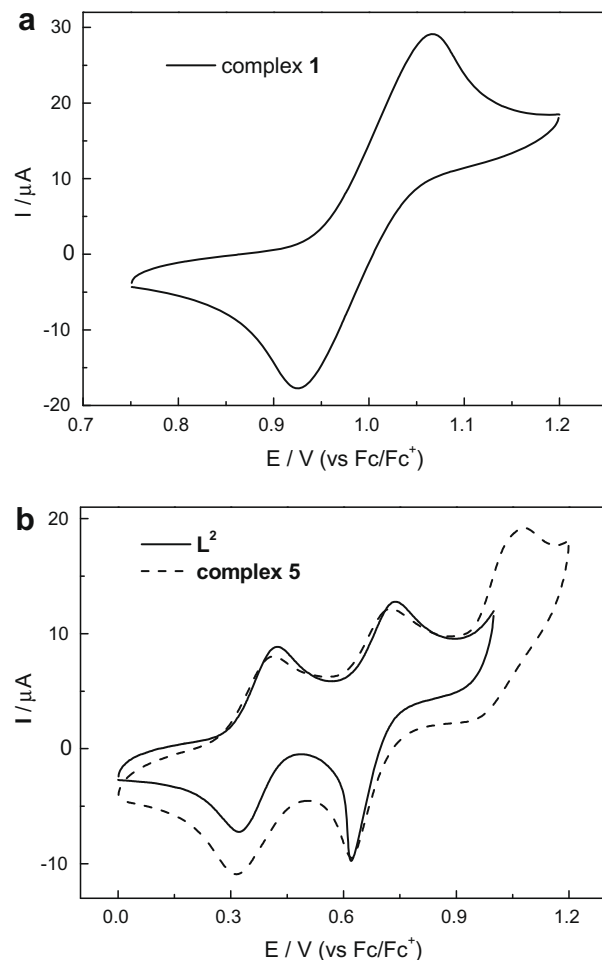 a
complex 1
30
20
10
0
-10
-20
I /µA
0.7 0.8 0.9 1.0 1.1 1.2
E / V (vs Fc/Fc⁺)
b
L²
complex 5
20
10
0
-10
I /µA
0.0 0.3 0.6 0.9 1.2
E / V (vs Fc/Fc⁺)